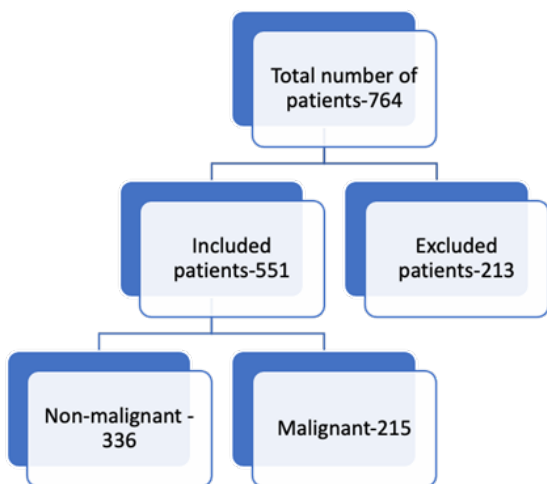 Total number of
patients-764
Included
patients-551
Excluded
patients-213
Non-malignant -
336
Malignant-215